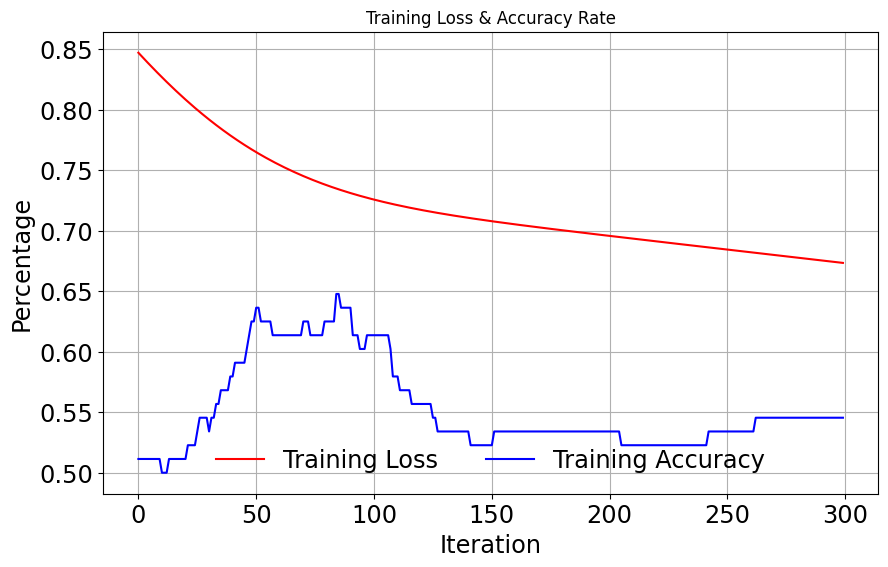 Training Loss & Accuracy Rate
Percentage
0.85
0.80
0.75
0.70
0.65
0.60
0.55
0.50
Training Loss Training Accuracy
0 50 100 150 200 250 300
Iteration